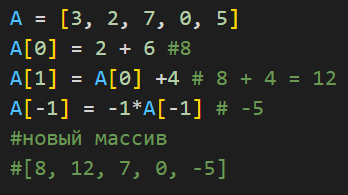 A = [3, 2, 7, 0, 5]
A[0] = 2 + 6 #8
A[1] = A[0] +4 # 8 + 4 = 12
A[-1] = -1*A[-1] # -5
#новый массив
#[8, 12, 7, 0, -5]